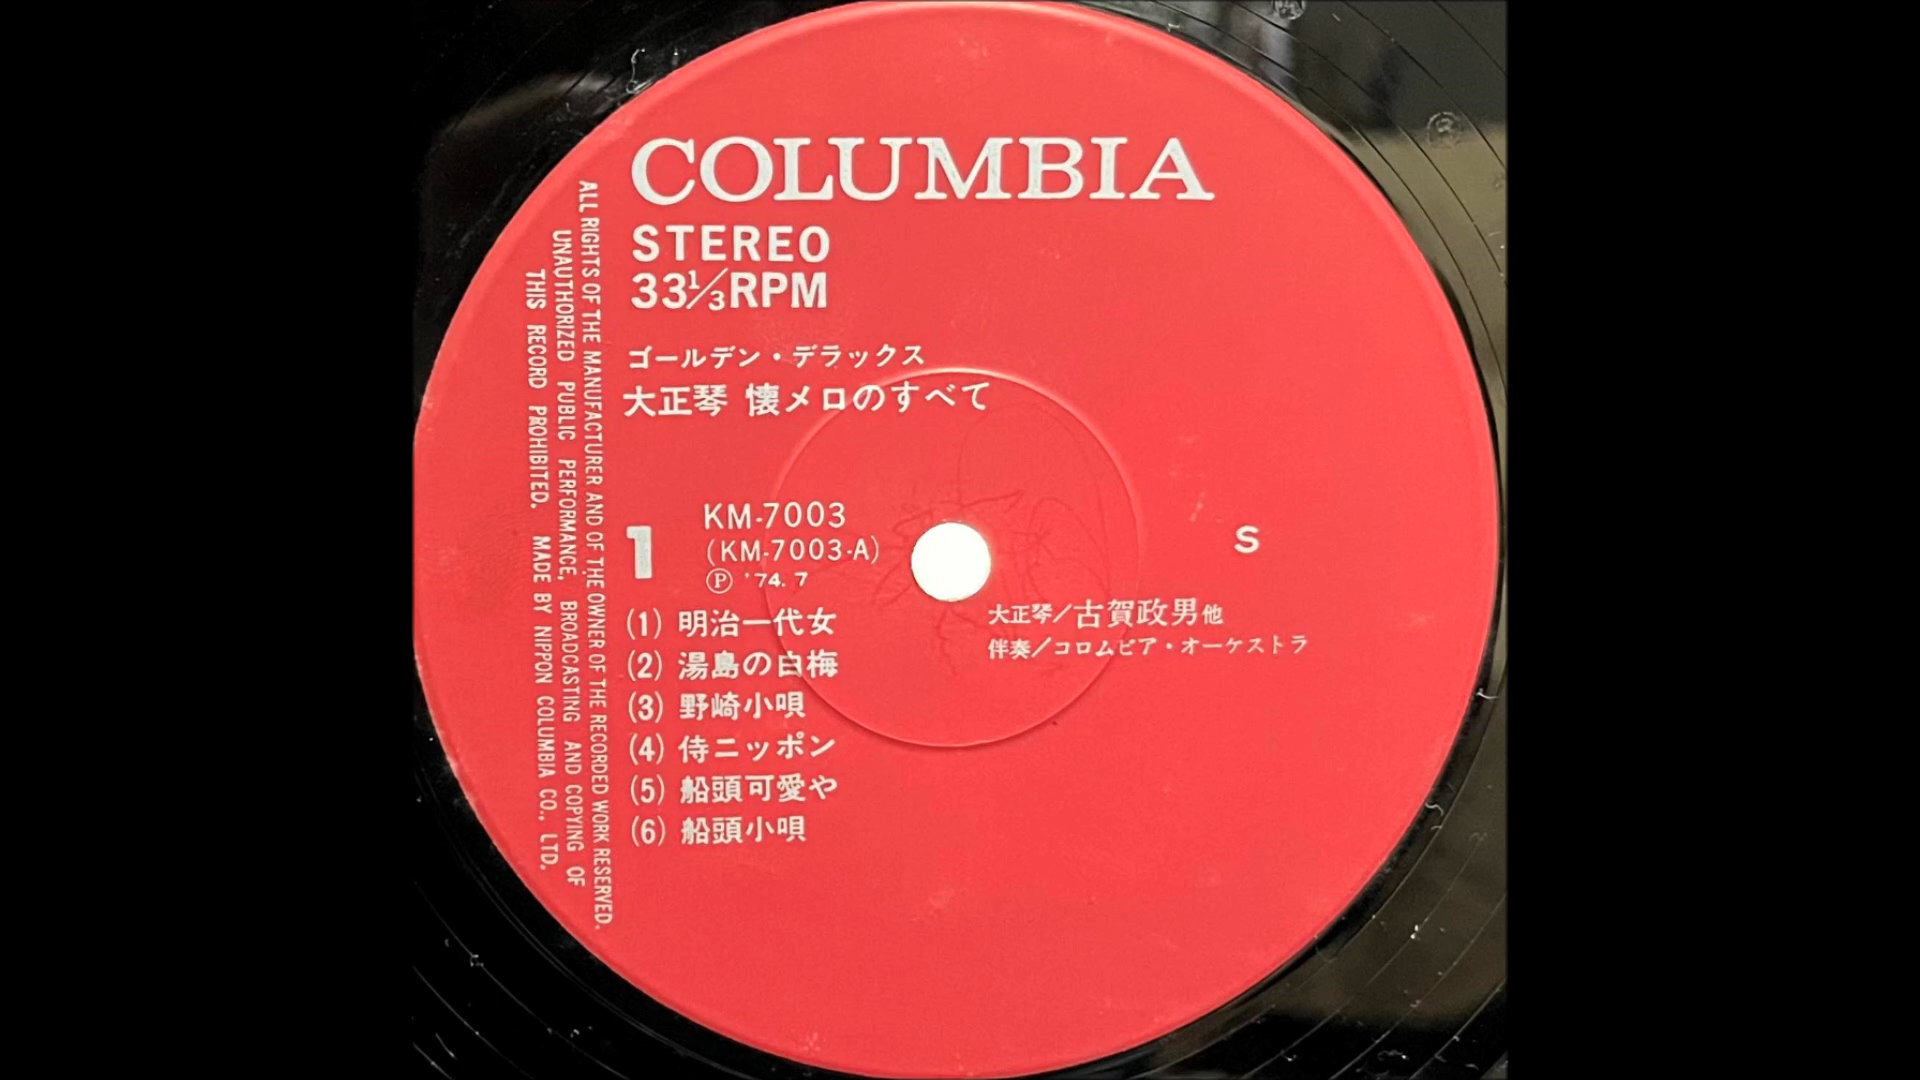 COLUMBIA
STEREO
33 1/3 RPM
ゴールデン・デラックス
大正琴 懐メロのすべて
1
KM-7003
(KM-7003-A)
Ⓟ '74.7
S
大正琴/古賀政男他
伴奏/コロムビア・オーケストラ
(1) 明治一代女
(2) 湯島の白梅
(3) 野崎小唄
(4) 侍ニッポン
(5) 船頭可愛や
(6) 船頭小唄
ALL RIGHTS OF THE MANUFACTURER AND OF THE OWNER OF THE RECORDED WORK RESERVED.
UNAUTHORIZED PUBLIC PERFORMANCE, BROADCASTING AND COPYING OF
THIS RECORD PROHIBITED. MADE BY NIPPON COLUMBIA CO., LTD.